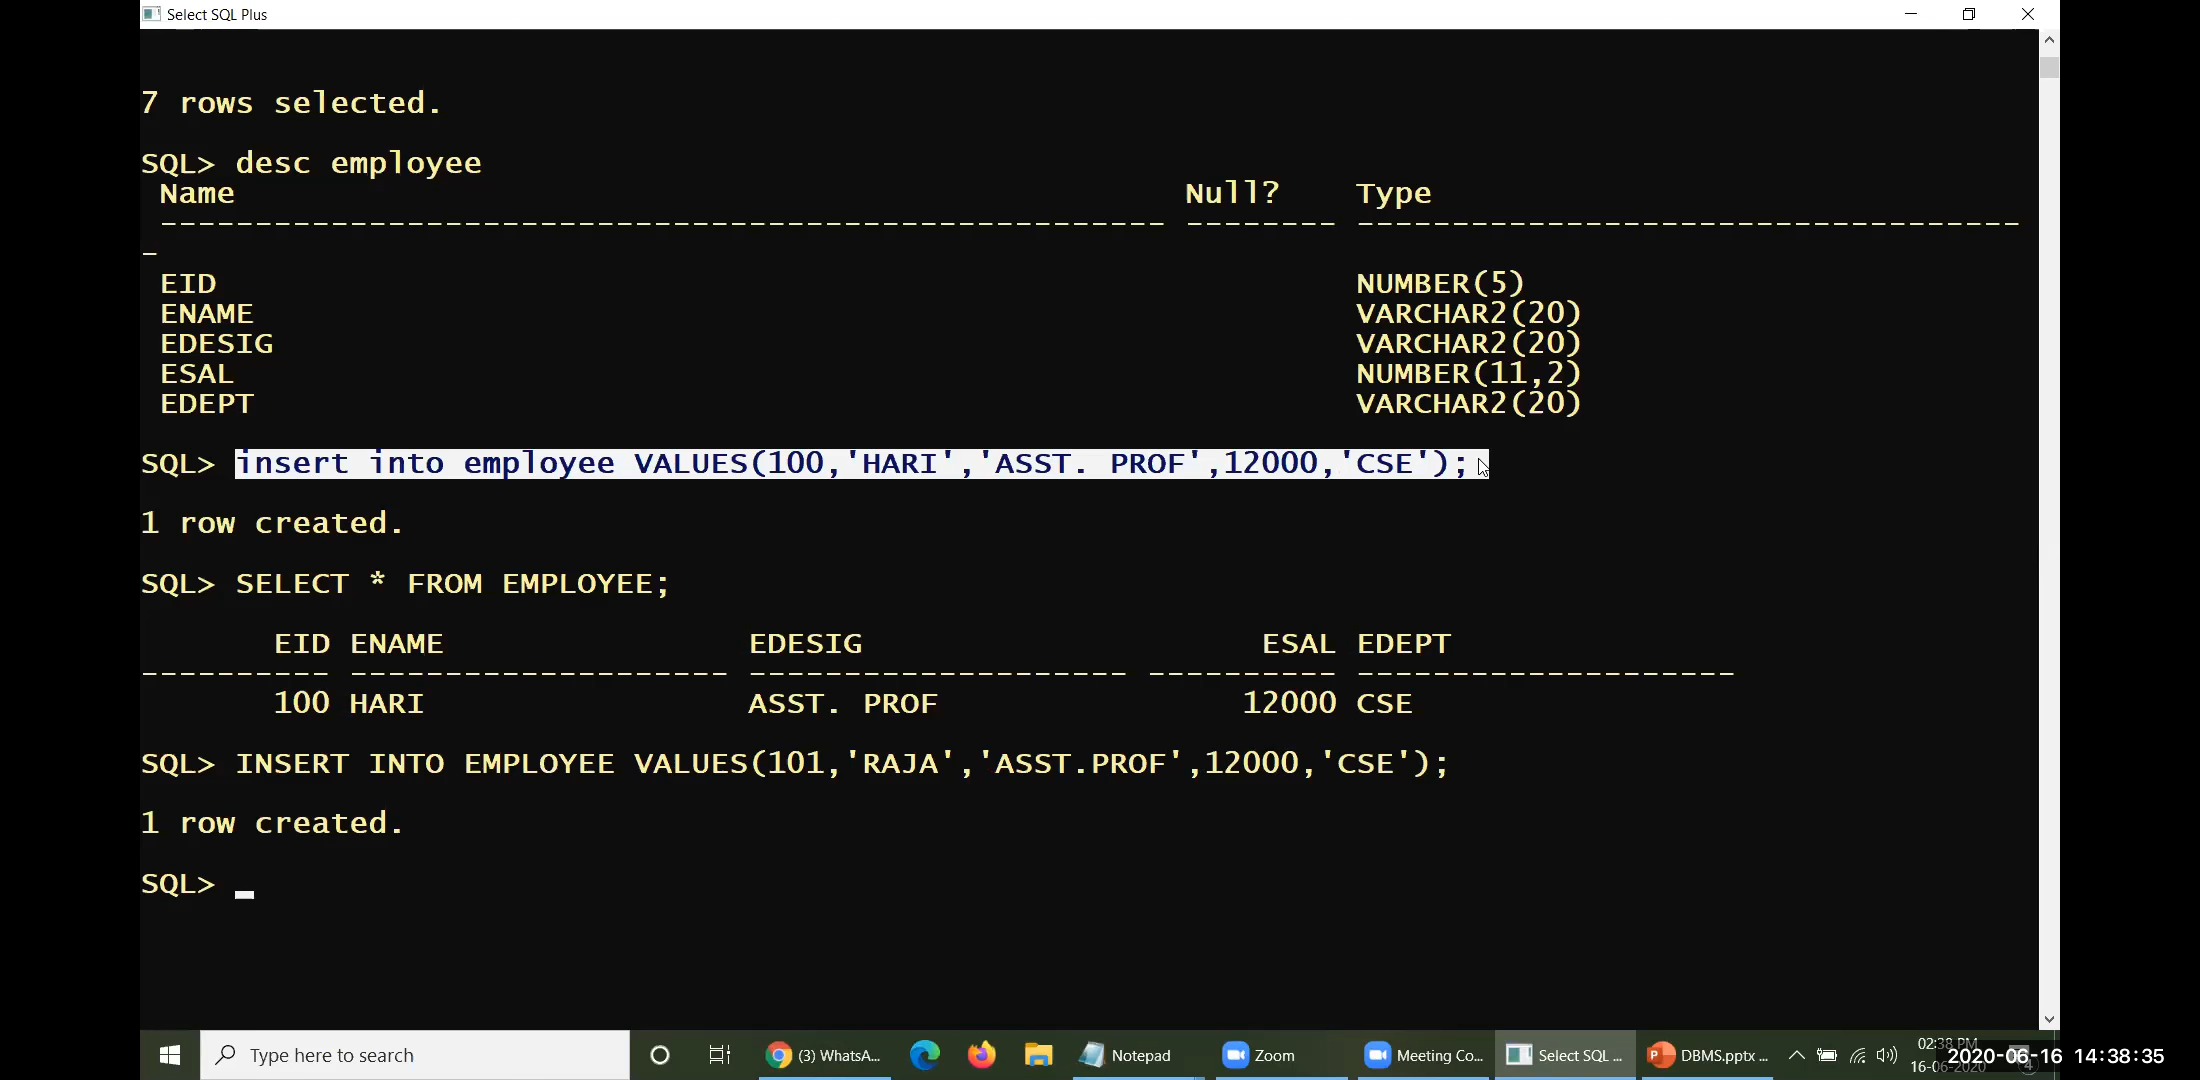 Select SQL Plus
7 rows selected.
SQL> desc employee
Name Null? Type
----------------------------------------------------- -------- -----------------------------------
-
EID NUMBER(5)
ENAME VARCHAR2(20)
EDESIG VARCHAR2(20)
ESAL NUMBER(11,2)
EDEPT VARCHAR2(20)
SQL> insert into employee VALUES(100,'HARI','ASST. PROF',12000,'CSE');
1 row created.
SQL> SELECT * FROM EMPLOYEE;
EID ENAME EDESIG ESAL EDEPT
---------- -------------------- -------------------- ---------- --------------------
100 HARI ASST. PROF 12000 CSE
SQL> INSERT INTO EMPLOYEE VALUES(101,'RAJA','ASST.PROF',12000,'CSE');
1 row created.
SQL> _
Type here to search (3) WhatsA... Notepad Zoom Meeting Co... Select SQL ... DBMS.pptx ... 02:38 PM
16-06-2020 4
2020-06-16 14:38:35